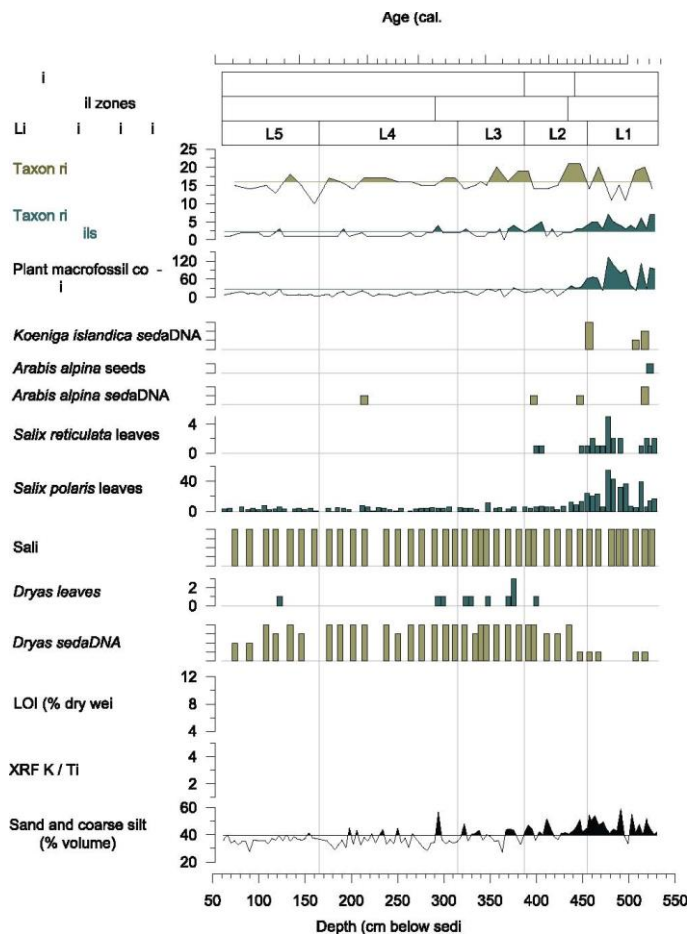 Age (cal.
i
il zones
Li i i i
L5 L4 L3 L2 L1
Taxon ri
25
20
15
10
5
0
Taxon ri
ils
Plant macrofossil co -
i
120
60
0
Koeniga islandica sedaDNA
Arabis alpina seeds
Arabis alpina sedaDNA
Salix reticulata leaves
4
0
Salix polaris leaves
40
0
Sali
Dryas leaves
2
0
Dryas sedaDNA
LOI (% dry wei
12
8
4
XRF K / Ti
4
2
Sand and coarse silt
(% volume)
60
40
20
50 100 150 200 250 300 350 400 450 500 550
Depth (cm below sedi